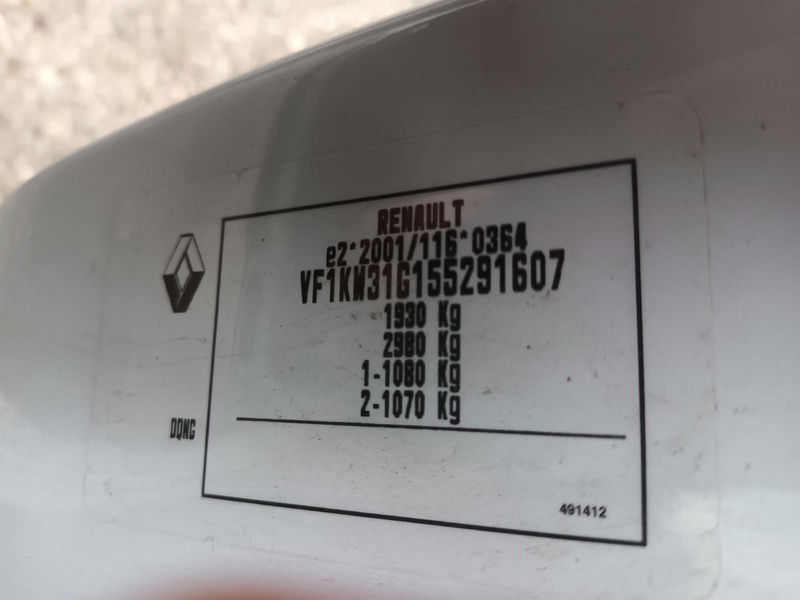 RENAULT
e2*2001/116*0364
VF1KW31G155291607
1930 Kg
2980 Kg
1-1080 Kg
2-1070 Kg
DQNC
491412